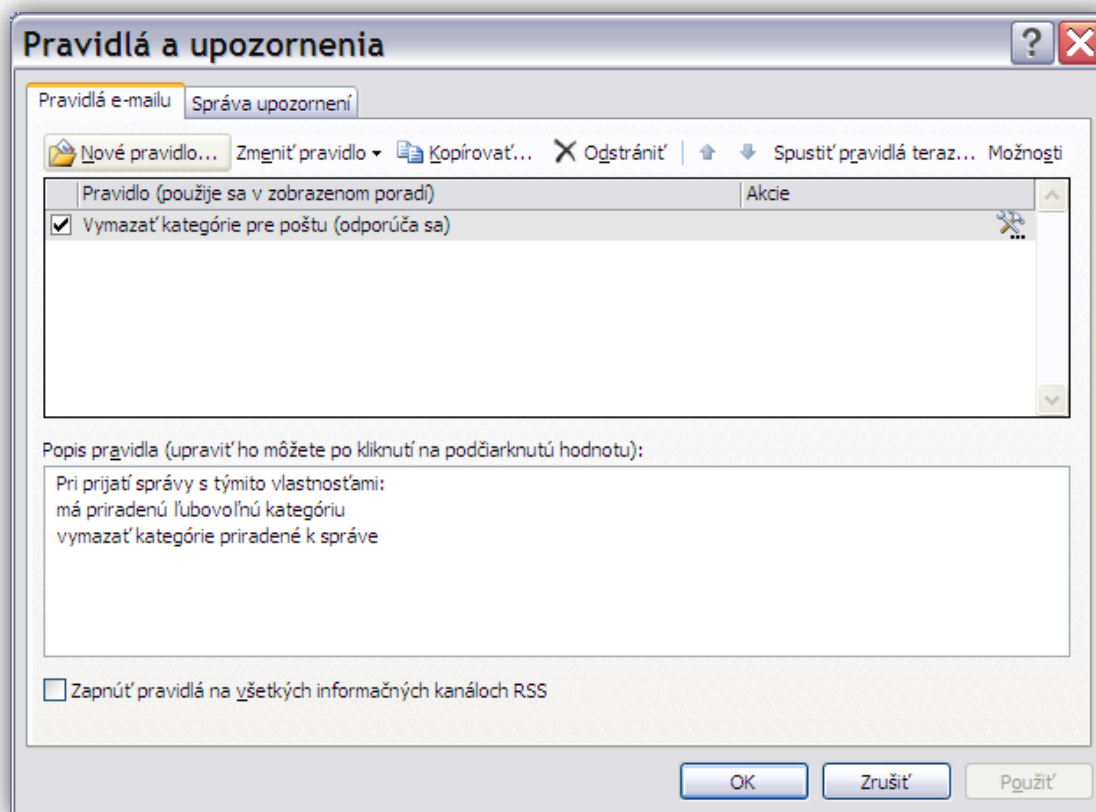 Pravidlá a upozornenia
Pravidlá e-mailu Správa upozornení
Nové pravidlo... Zmeniť pravidlo Kopírovať... Odstrániť Spustiť pravidlá teraz... Možnosti
Pravidlo (použije sa v zobrazenom poradí) Akcie
Vymazať kategórie pre poštu (odporúča sa)
Popis pravidla (upraviť ho môžete po kliknutí na podčiarknutú hodnotu):
Pri prijatí správy s týmito vlastnosťami:
má priradenú ľubovoľnú kategóriu
vymazať kategórie priradené k správe
Zapnúť pravidlá na všetkých informačných kanáloch RSS
OK Zrušiť Použiť